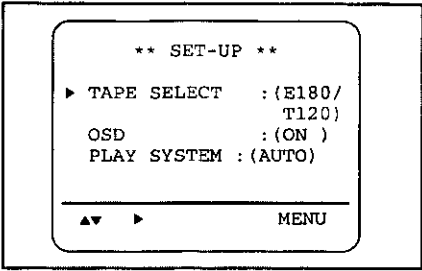 ** SET-UP **
▶ TAPE SELECT :(E180/
T120)
OSD :(ON )
PLAY SYSTEM :(AUTO)
▲▼ ▶ MENU